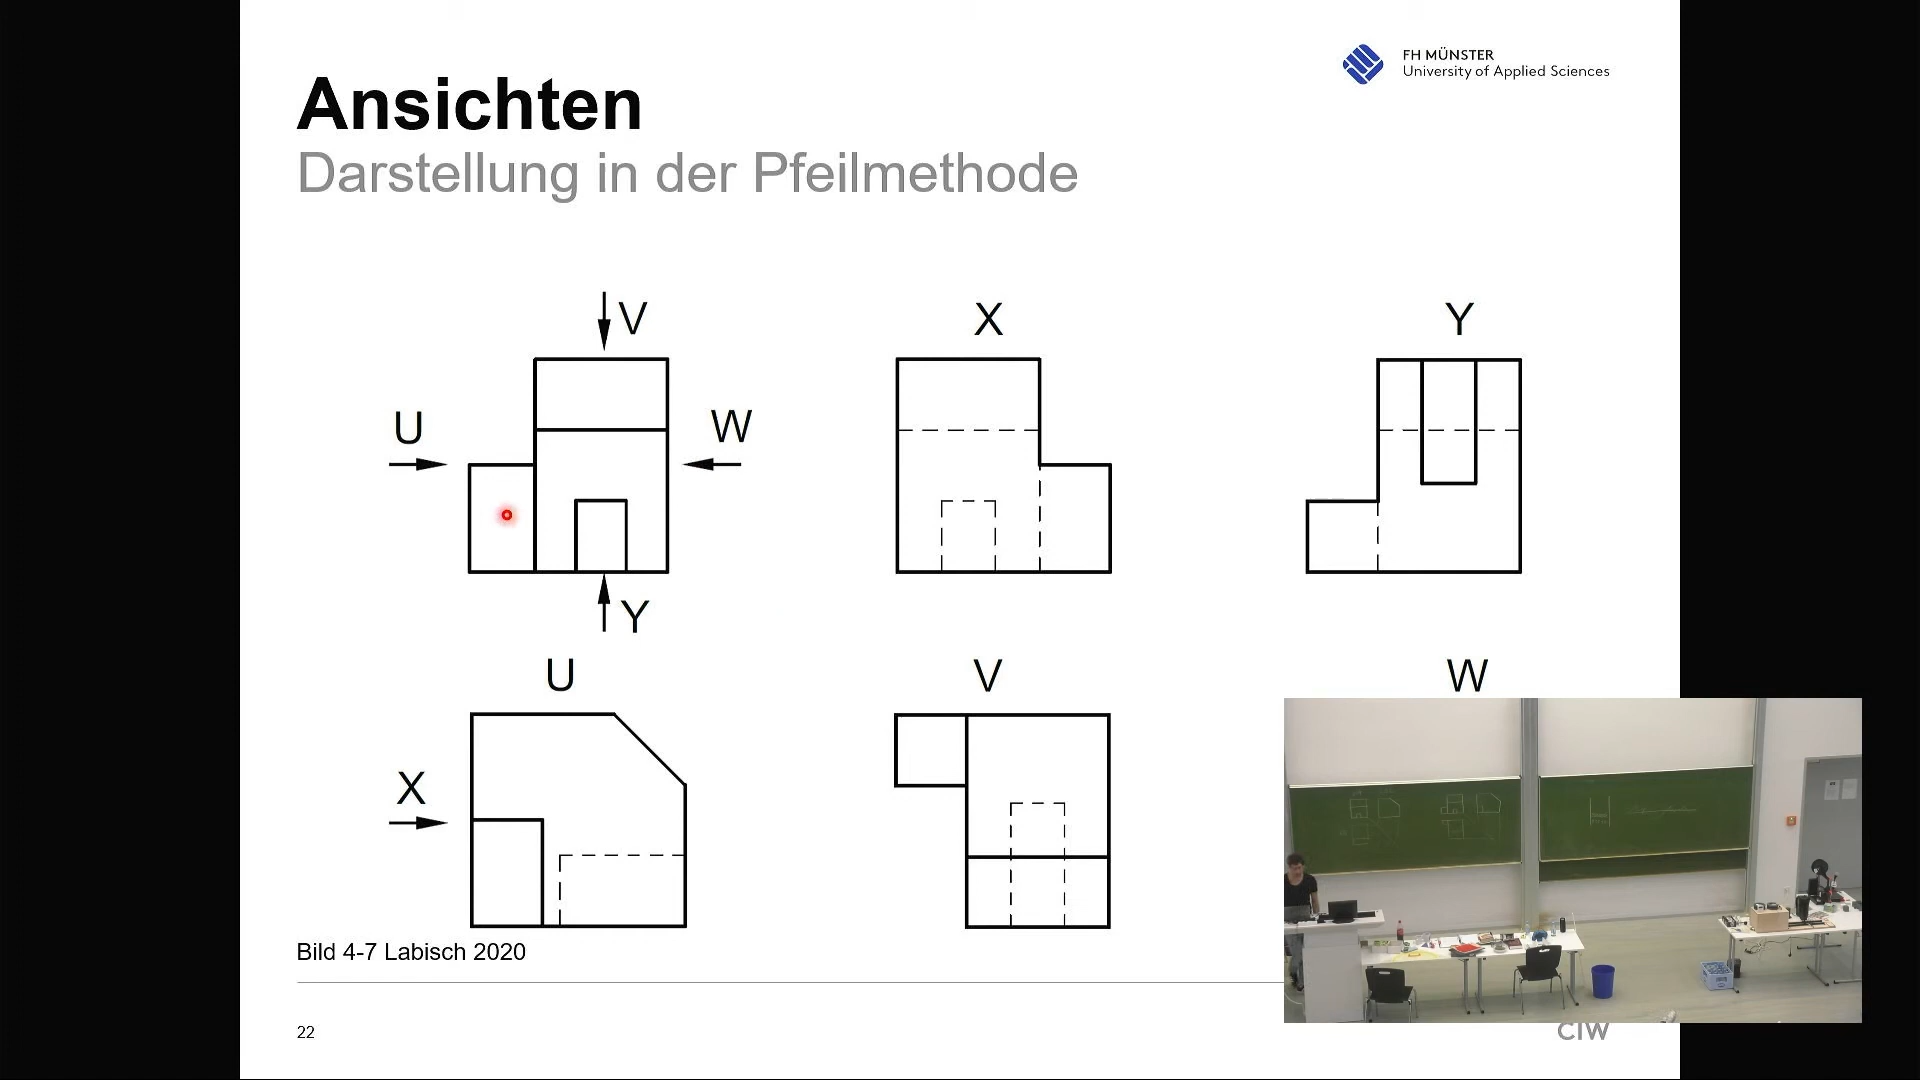 FH MÜNSTER
University of Applied Sciences
Ansichten
Darstellung in der Pfeilmethode
V
X
Y
U
W
Y
U
V
W
X
Bild 4-7 Labisch 2020
22
CIW